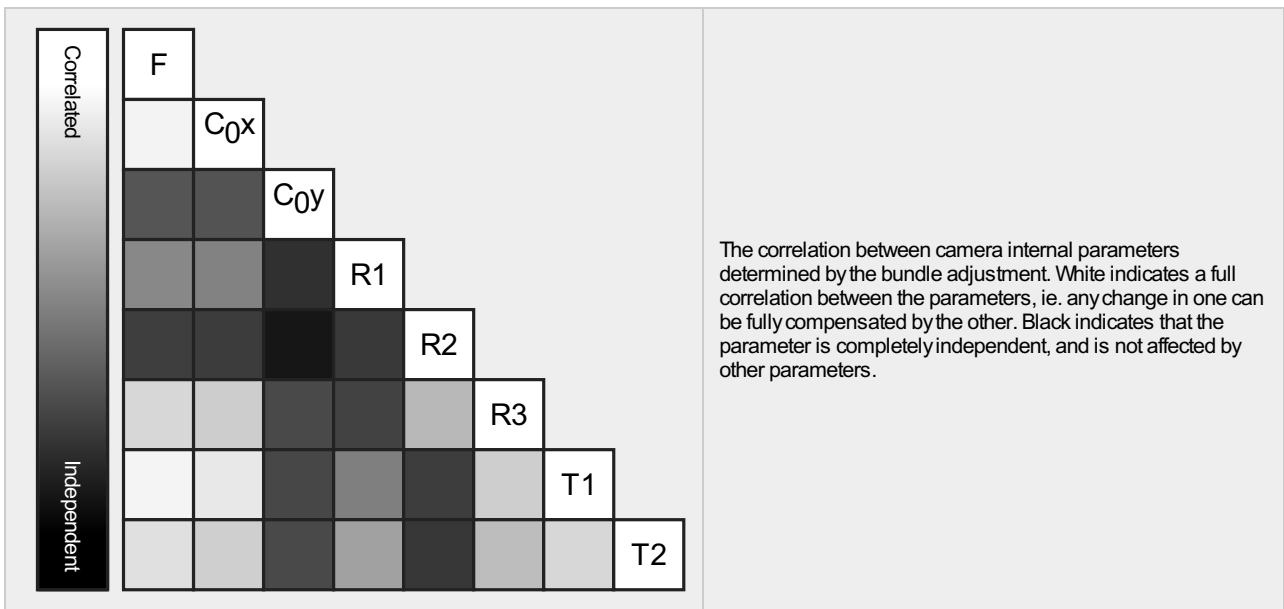 Correlated
Independent
F
C0x
C0y
R1
R2
R3
T1
T2
The correlation between camera internal parameters
determined by the bundle adjustment. White indicates a full
correlation between the parameters, ie. any change in one can
be fully compensated by the other. Black indicates that the
parameter is completely independent, and is not affected by
other parameters.